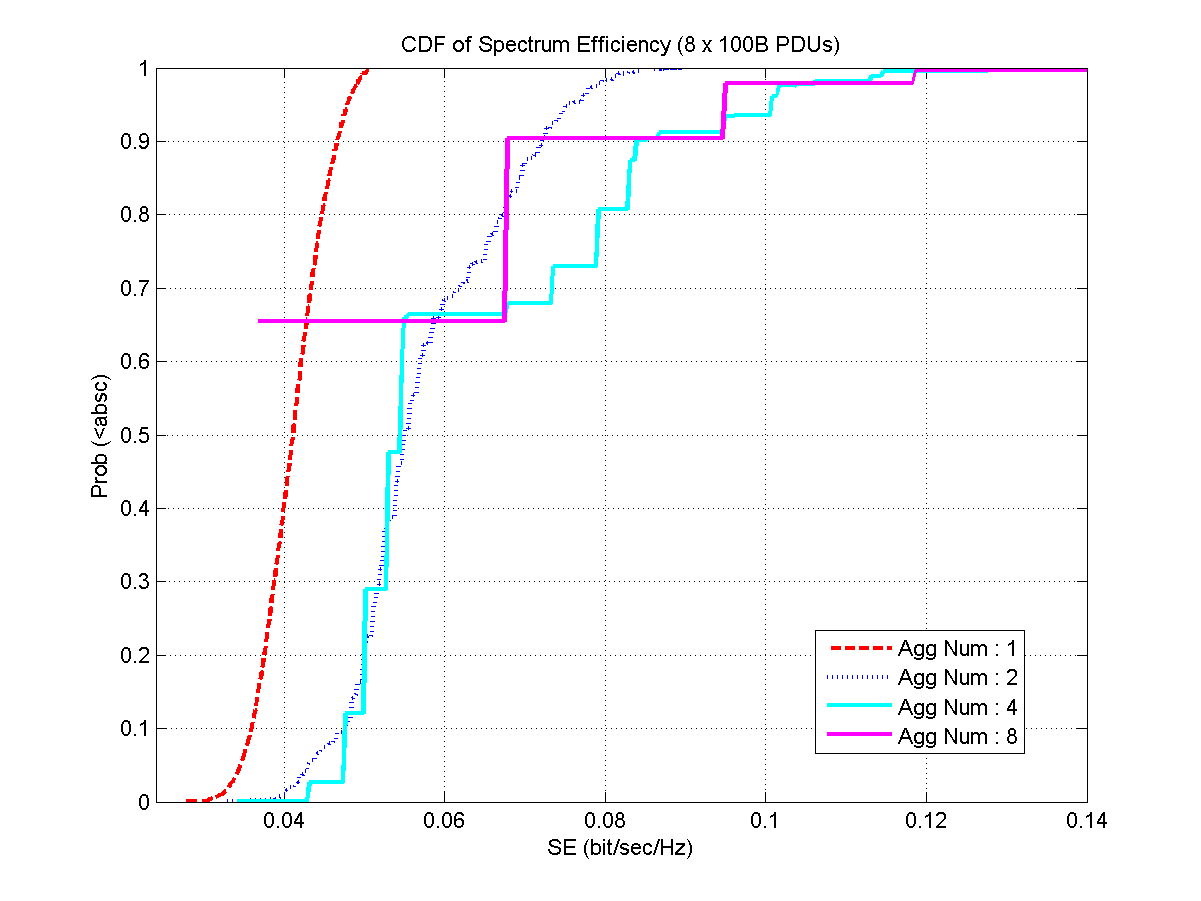 CDF of Spectrum Efficiency (8 x 100B PDUs)
1
0.9
0.8
0.7
0.6
0.5
0.4
0.3
0.2
0.1
0
Prob (<absc)
Agg Num : 1
Agg Num : 2
Agg Num : 4
Agg Num : 8
0.04 0.06 0.08 0.1 0.12 0.14
SE (bit/sec/Hz)